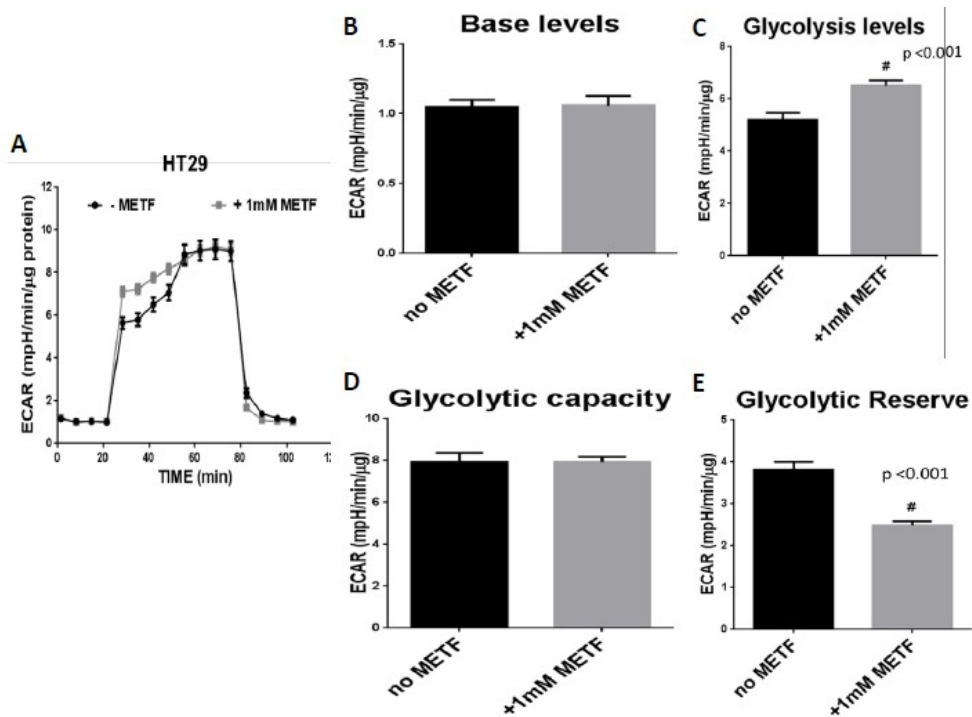 A
HT29
- METF
+ 1mM METF
ECAR (mpH/min/µg protein)
12
10
8
6
4
2
0
0
20
40
60
80
100
TIME (min)
B
Base levels
ECAR (mpH/min/µg)
1.5
1.0
0.5
0.0
no METF
+1mM METF
C
Glycolysis levels
p <0.001
#
ECAR (mpH/min/µg)
8
6
4
2
0
no METF
+1mM METF
D
Glycolytic capacity
ECAR (mpH/min/µg)
10
8
6
4
2
0
no METF
+1mM METF
E
Glycolytic Reserve
p <0.001
#
ECAR (mpH/min/µg)
5
4
3
2
1
0
no METF
+1mM METF